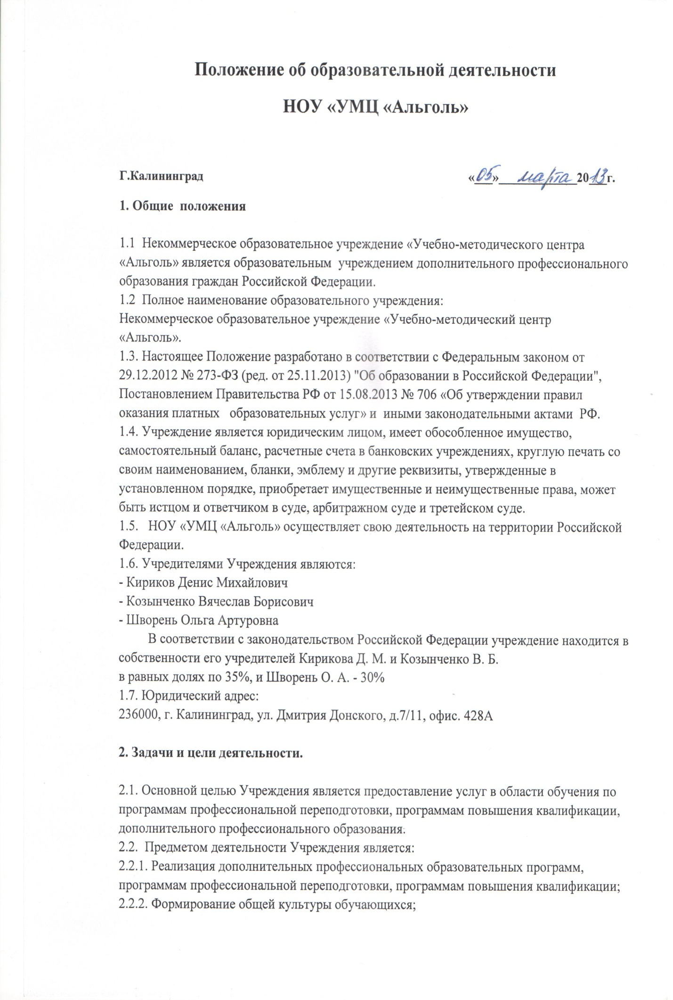 Положение об образовательной деятельности
НОУ «УМЦ «Альголь»
Г.Калининград «05» марта 2013г.
1. Общие положения
1.1 Некоммерческое образовательное учреждение «Учебно-методического центра
«Альголь» является образовательным учреждением дополнительного профессионального
образования граждан Российской Федерации.
1.2 Полное наименование образовательного учреждения:
Некоммерческое образовательное учреждение «Учебно-методический центр
«Альголь».
1.3. Настоящее Положение разработано в соответствии с Федеральным законом от
29.12.2012 № 273-ФЗ (ред. от 25.11.2013) "Об образовании в Российской Федерации",
Постановлением Правительства РФ от 15.08.2013 № 706 «Об утверждении правил
оказания платных образовательных услуг» и иными законодательными актами РФ.
1.4. Учреждение является юридическим лицом, имеет обособленное имущество,
самостоятельный баланс, расчетные счета в банковских учреждениях, круглую печать со
своим наименованием, бланки, эмблему и другие реквизиты, утвержденные в
установленном порядке, приобретает имущественные и неимущественные права, может
быть истцом и ответчиком в суде, арбитражном суде и третейском суде.
1.5. НОУ «УМЦ «Альголь» осуществляет свою деятельность на территории Российской
Федерации.
1.6. Учредителями Учреждения являются:
- Кириков Денис Михайлович
- Козынченко Вячеслав Борисович
- Шворень Ольга Артуровна
В соответствии с законодательством Российской Федерации учреждение находится в
собственности его учредителей Кирикова Д. М. и Козынченко В. Б.
в равных долях по 35%, и Шворень О. А. - 30%
1.7. Юридический адрес:
236000, г. Калининград, ул. Дмитрия Донского, д.7/11, офис. 428А
2. Задачи и цели деятельности.
2.1. Основной целью Учреждения является предоставление услуг в области обучения по
программам профессиональной переподготовки, программам повышения квалификации,
дополнительного профессионального образования.
2.2. Предметом деятельности Учреждения является:
2.2.1. Реализация дополнительных профессиональных образовательных программ,
программам профессиональной переподготовки, программам повышения квалификации;
2.2.2. Формирование общей культуры обучающихся;